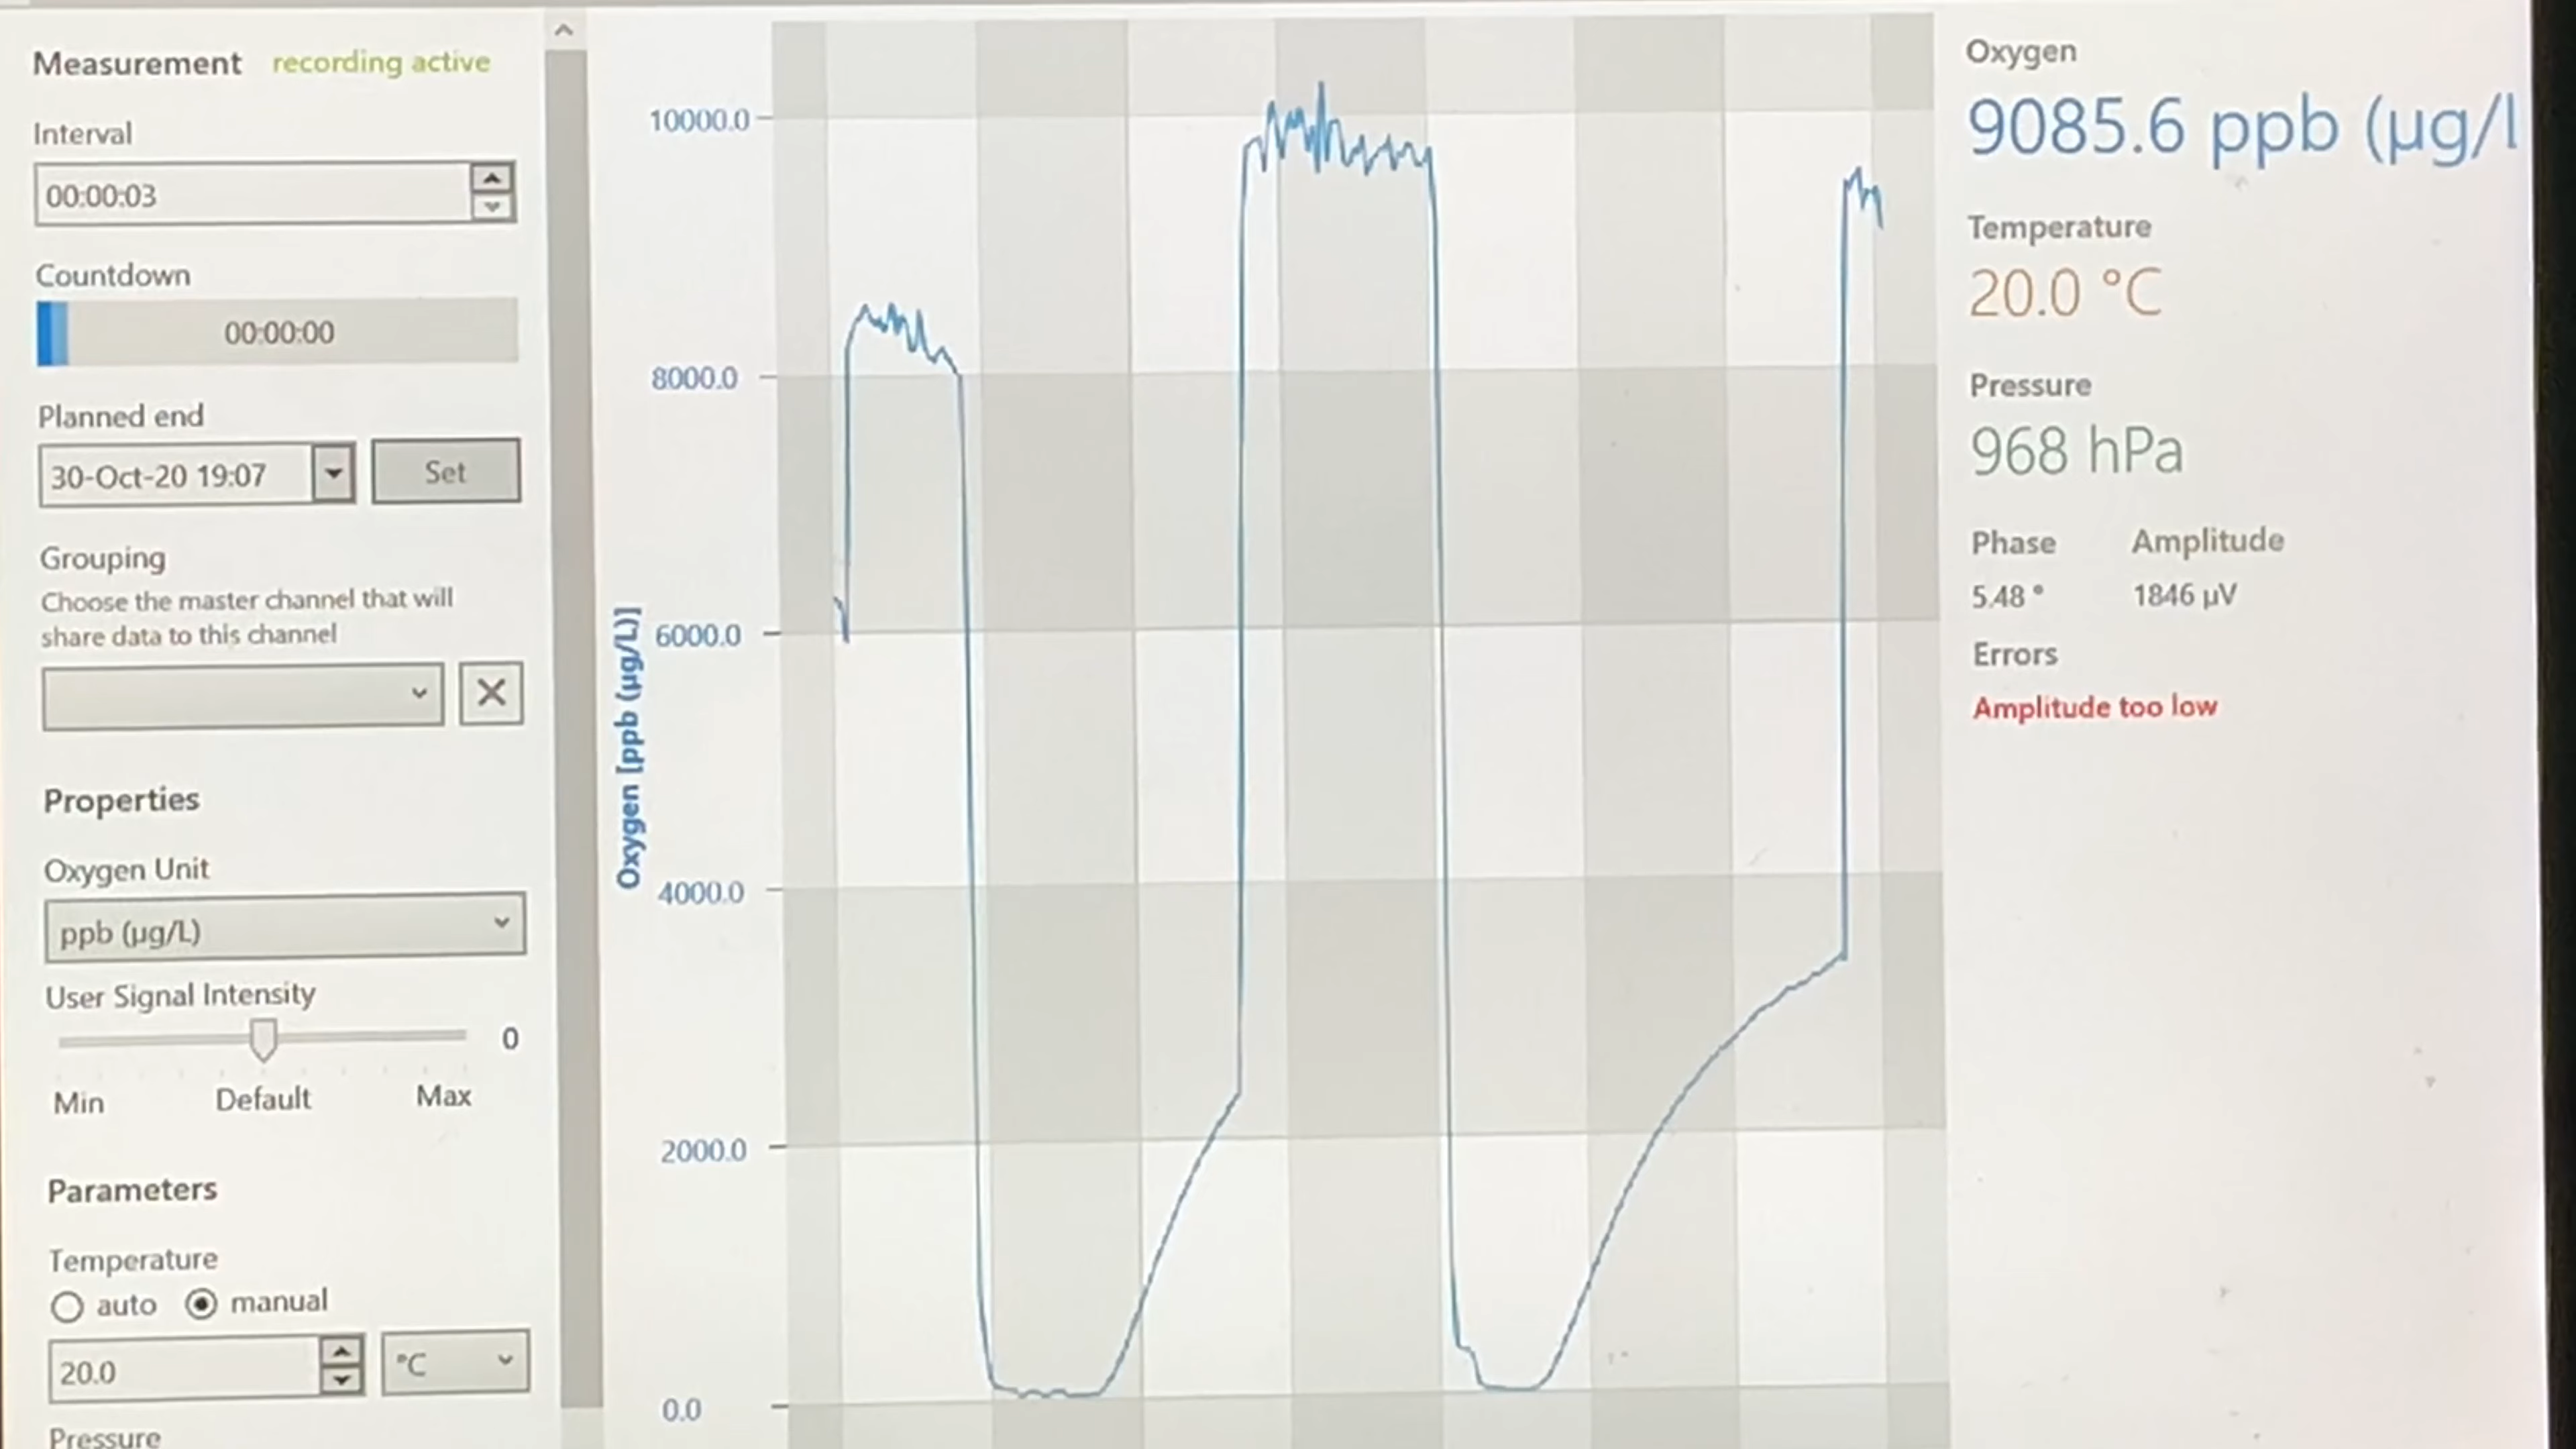 Measurement recording active
Interval
00:00:03
Countdown
00:00:00
Planned end
30-Oct-20 19:07
Set
Grouping
Choose the master channel that will
share data to this channel
Properties
Oxygen Unit
ppb (µg/L)
User Signal Intensity
0
Min Default Max
Parameters
Temperature
auto manual
20.0 °C
Pressure
Oxygen [ppb (µg/L)]
10000.0
8000.0
6000.0
4000.0
2000.0
0.0
Oxygen
9085.6 ppb (µg/l
Temperature
20.0 °C
Pressure
968 hPa
Phase Amplitude
5.48 ° 1846 µV
Errors
Amplitude too low